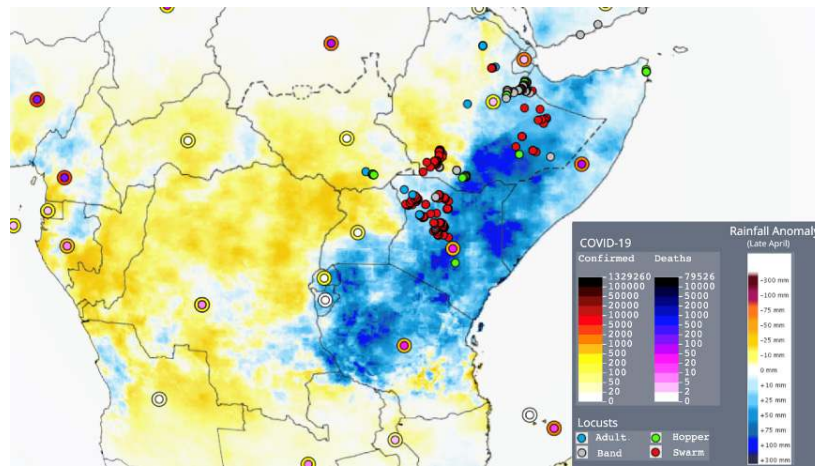 COVID-19
Confirmed Deaths
1329260 79526
100000 10000
50000 5000
20000 2000
10000 1000
5000 500
2000 200
1000 100
500 50
200 20
100 10
50 5
20 2
0 0
Locusts
Adult Hopper
Band Swarm
Rainfall Anomaly
(Late April)
-300 mm
-100 mm
-75 mm
-50 mm
-25 mm
-10 mm
0 mm
+10 mm
+25 mm
+50 mm
+75 mm
+100 mm
+300 mm